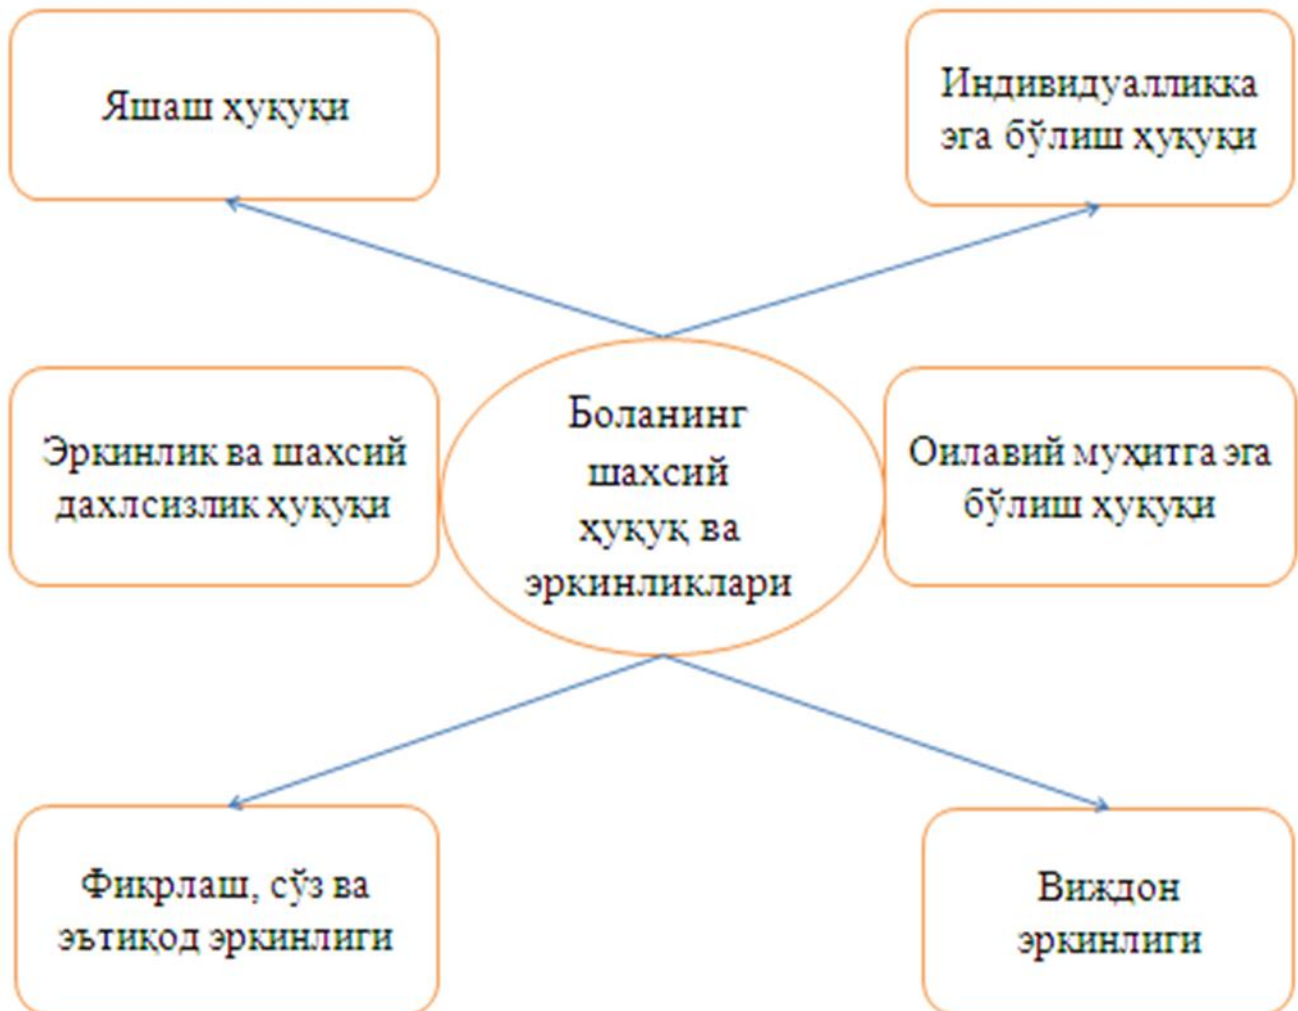 Яшаш ҳуқуқи
Индивидуалликка
эга бўлиш ҳуқуқи
Эркинлик ва шахсий
дахлсизлик ҳуқуқи
Боланинг
шахсий
ҳуқуқ ва
эркинликлари
Оилавий муҳитга эга
бўлиш ҳуқуқи
Фикрлаш, сўз ва
эътиқод эркинлиги
Виждон
эркинлиги